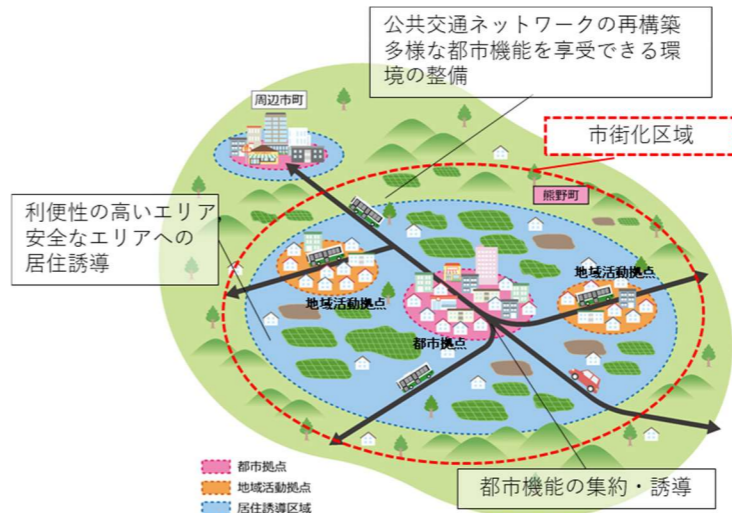 公共交通ネットワークの再構築
多様な都市機能を享受できる環
境の整備
周辺市町
市街化区域
熊野町
利便性の高いエリア
安全なエリアへの
居住誘導
地域活動拠点
地域活動拠点
都市拠点
都市拠点
地域活動拠点
居住誘導区域
都市機能の集約・誘導